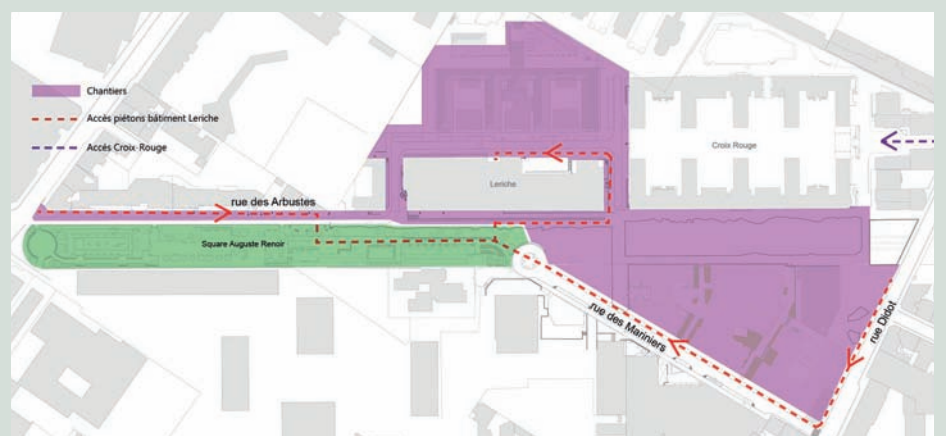 Chantiers
Accès piétons bâtiment Leriche
Accès Croix-Rouge
Croix Rouge
Leriche
rue des Arbustes
Square Auguste Renoir
rue des Mariniers
rue Didot